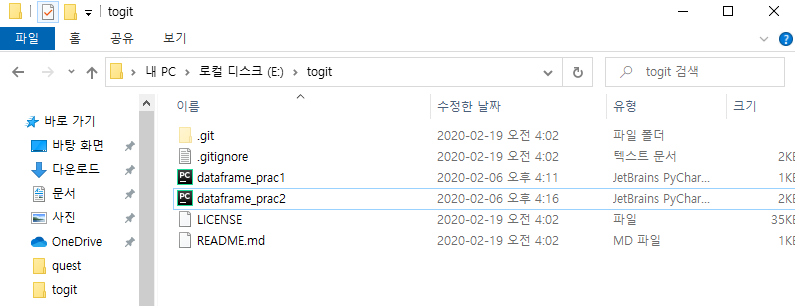 togit
파일 홈 공유 보기
내 PC 로컬 디스크 (E:) togit togit 검색
이름 수정한 날짜 유형 크기
바로 가기
바탕 화면
다운로드
문서
사진
OneDrive
quest
togit
.git 2020-02-19 오전 4:02 파일 폴더
.gitignore 2020-02-19 오전 4:02 텍스트 문서 2KB
dataframe_prac1 2020-02-06 오후 4:11 JetBrains PyChar... 1KB
dataframe_prac2 2020-02-06 오후 4:16 JetBrains PyChar... 2KB
LICENSE 2020-02-19 오전 4:02 파일 35KB
README.md 2020-02-19 오전 4:02 MD 파일 1KB